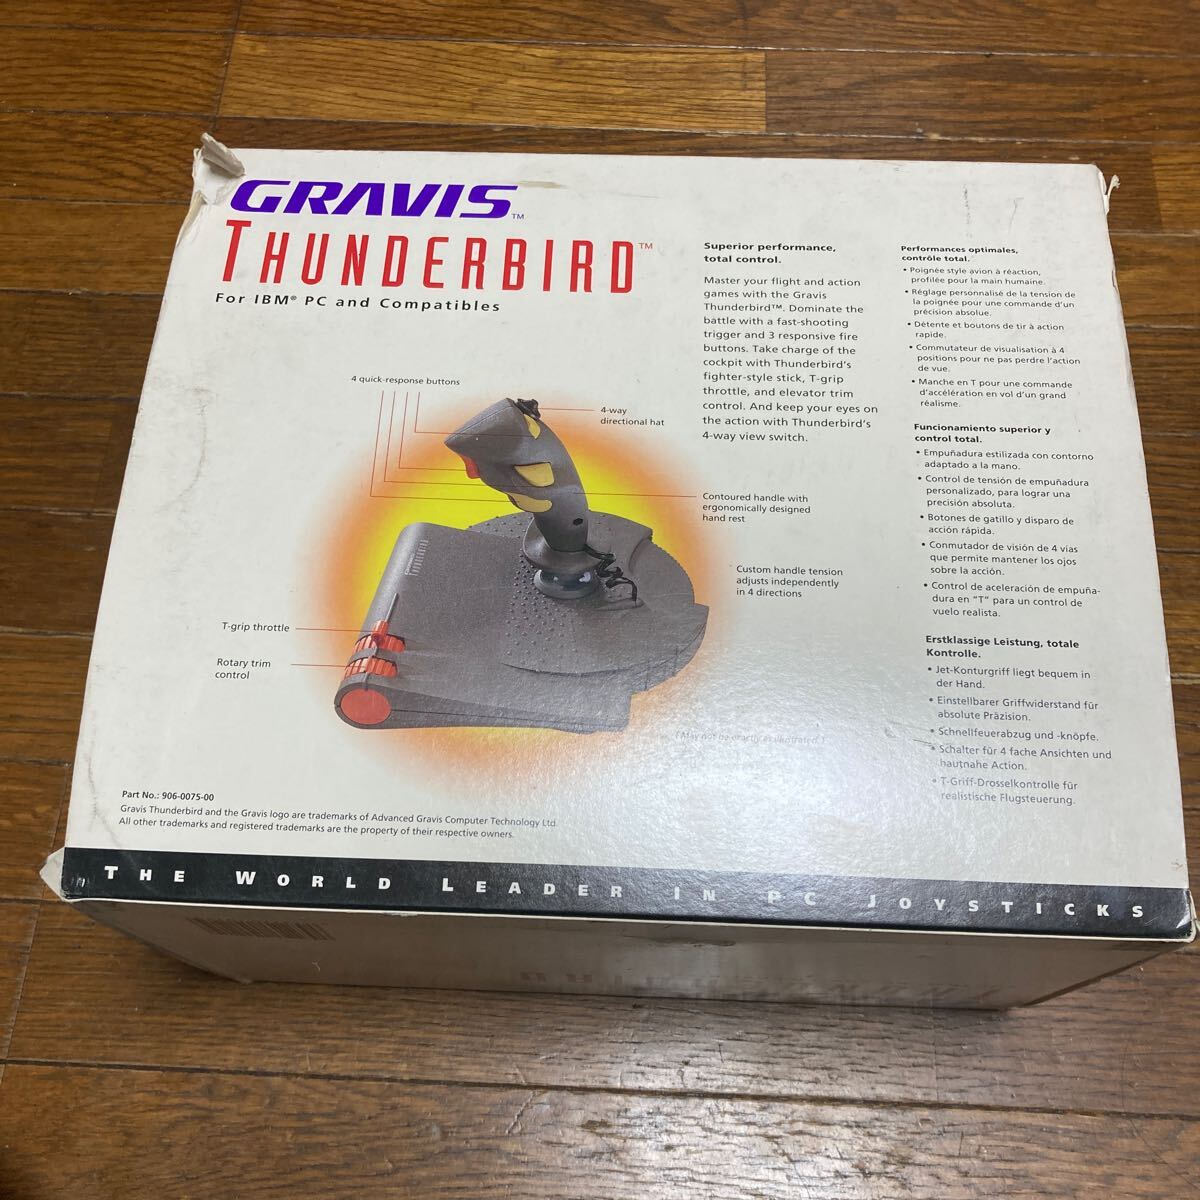 GRAVIS™
THUNDERBIRD™
For IBM® PC and Compatibles
4 quick-response buttons
4-way
directional hat
Contoured handle with
ergonomically designed
hand rest
Custom handle tension
adjusts independently
in 4 directions
T-grip throttle
Rotary trim
control
(May not be exactly as illustrated.)
Superior performance,
total control.
Master your flight and action
games with the Gravis
Thunderbird™. Dominate the
battle with a fast-shooting
trigger and 3 responsive fire
buttons. Take charge of the
cockpit with Thunderbird's
fighter-style stick, T-grip
throttle, and elevator trim
control. And keep your eyes on
the action with Thunderbird's
4-way view switch.
Performances optimales,
contrôle total.
• Poignée style avion à réaction,
profilée pour la main humaine.
• Réglage personnalisé de la tension de
la poignée pour une commande d'un
précision absolue.
• Détente et boutons de tir à action
rapide.
• Commutateur de visualisation à 4
positions pour ne pas perdre l'action
de vue.
• Manche en T pour une commande
d'accélération en vol d'un grand
réalisme.
Funcionamiento superior y
control total.
• Empuñadura estilizada con contorno
adaptado a la mano.
• Control de tensión de empuñadura
personalizado, para lograr una
precisión absoluta.
• Botones de gatillo y disparo de
acción rápida.
• Conmutador de visión de 4 vias
que permite mantener los ojos
sobre la acción.
• Control de aceleración de empuña-
dura en "T" para un control de
vuelo realista.
Erstklassige Leistung, totale
Kontrolle.
• Jet-Konturgriff liegt bequem in
der Hand.
• Einstellbarer Griffwiderstand für
absolute Präzision.
• Schnellfeuerabzug und -knöpfe.
• Schalter für 4 fache Ansichten und
hautnahe Action.
• T-Griff-Drosselkontrolle für
realistische Flugsteuerung.
Part No.: 906-0075-00
Gravis Thunderbird and the Gravis logo are trademarks of Advanced Gravis Computer Technology Ltd.
All other trademarks and registered trademarks are the property of their respective owners.
THE WORLD LEADER IN PC JOYSTICKS